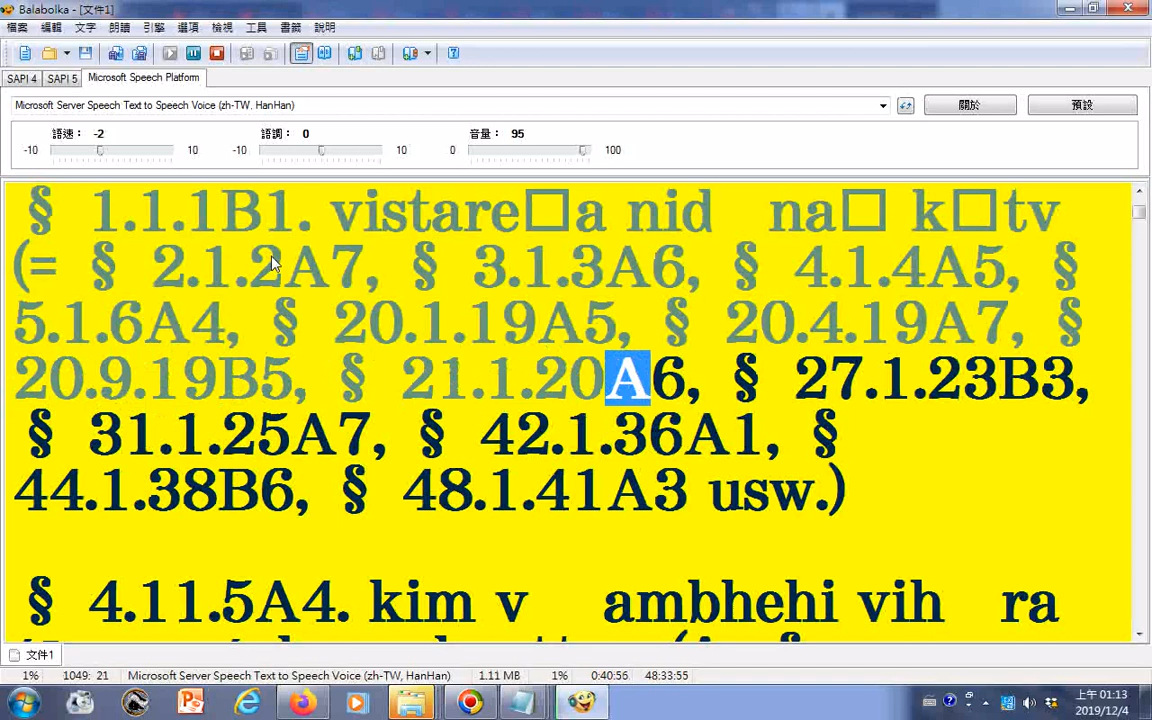 Balabolka - [文件1]
檔案 編輯 文字 朗讀 引擎 選項 檢視 工具 書籤 說明
SAPI 4 SAPI 5 Microsoft Speech Platform
Microsoft Server Speech Text to Speech Voice (zh-TW, HanHan)
關於 預設
語速： -2 語調： 0 音量： 95
-10 10 -10 10 0 100
§ 1.1.1B1. vistare□a nid na□ k□tv
(= § 2.1.2A7, § 3.1.3A6, § 4.1.4A5, §
5.1.6A4, § 20.1.19A5, § 20.4.19A7, §
20.9.19B5, § 21.1.20A6, § 27.1.23B3,
§ 31.1.25A7, § 42.1.36A1, §
44.1.38B6, § 48.1.41A3 usw.)
§ 4.11.5A4. kim v ambhehi vih ra
文件1
1% 1049: 21 Microsoft Server Speech Text to Speech Voice (zh-TW, HanHan) 1.11 MB 1% 0:40:56 48:33:55
上午 01:13
2019/12/4